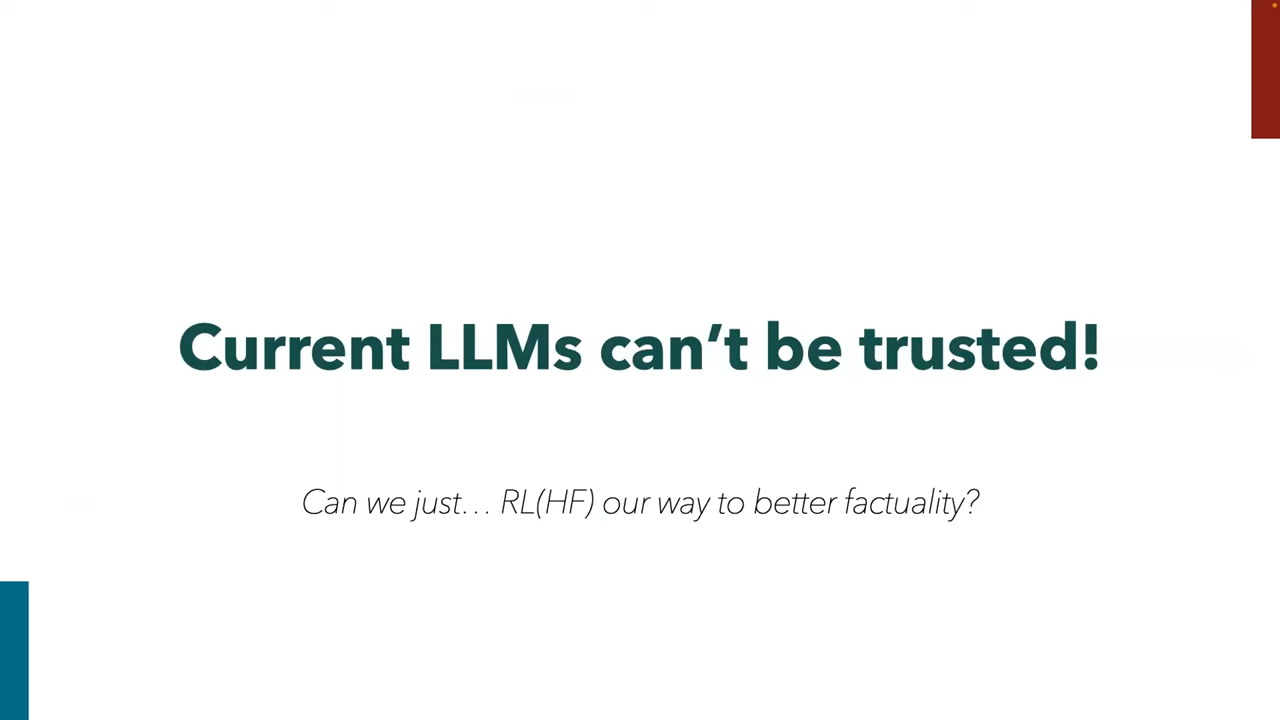 Current LLMs can’t be trusted!
Can we just… RL(HF) our way to better factuality?